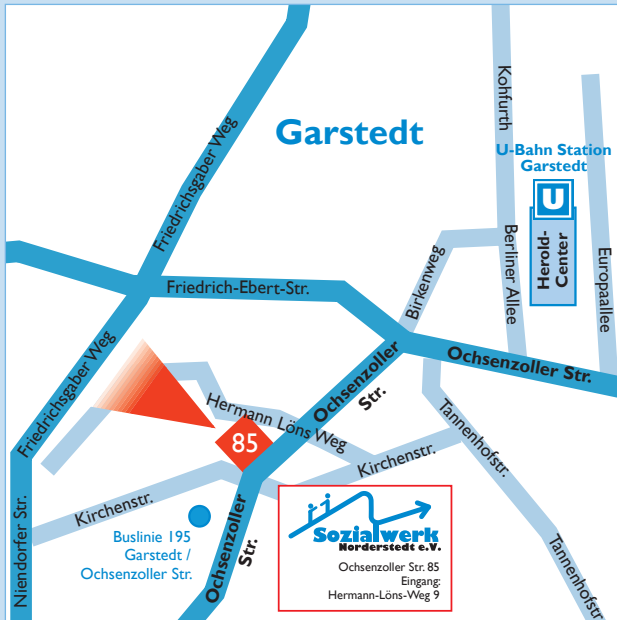 Garstedt
Kohfurth
U-Bahn Station
Garstedt
U
Herold-
Center
Berliner Allee
Europaallee
Friedrichsgaber Weg
Birkenweg
Friedrich-Ebert-Str.
Ochsenzoller Str.
Friedrichsgaber Weg
Ochsenzoller
Str.
Hermann Löns Weg
Tannenhofstr.
85
Kirchenstr.
Kirchenstr.
Niendorfer Str.
Buslinie 195
Garstedt /
Ochsenzoller Str.
Ochsenzoller
Str.
Tannenhofstr.
Sozialwerk
Norderstedt e.V.
Ochsenzoller Str. 85
Eingang:
Hermann-Löns-Weg 9